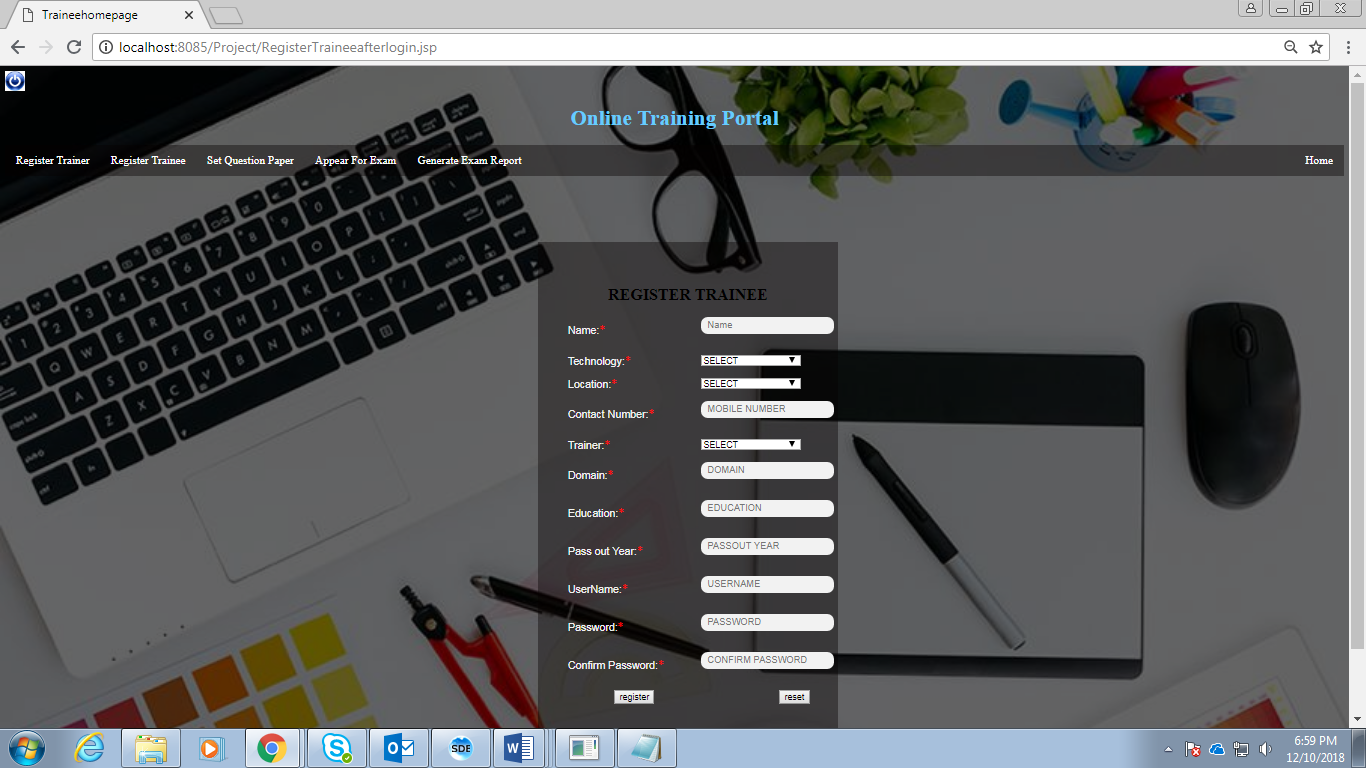 Traineehomepage
localhost:8085/Project/RegisterTraineeafterlogin.jsp
Online Training Portal
Register Trainer Register Trainee Set Question Paper Appear For Exam Generate Exam Report Home
REGISTER TRAINEE
Name:* Name
Technology:* SELECT
Location:* SELECT
Contact Number:* MOBILE NUMBER
Trainer:* SELECT
Domain:* DOMAIN
Education:* EDUCATION
Pass out Year:* PASSOUT YEAR
UserName:* USERNAME
Password:* PASSWORD
Confirm Password:* CONFIRM PASSWORD
register reset
SDE
6:59 PM
12/10/2018